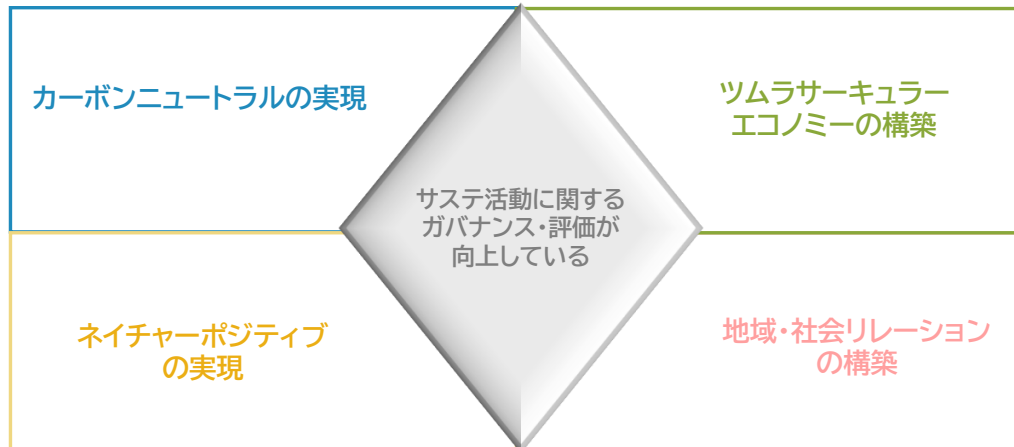 カーボンニュートラルの実現
ツムラサーキュラー
エコノミーの構築
サステ活動に関する
ガバナンス・評価が
向上している
ネイチャーポジティブ
の実現
地域・社会リレーション
の構築